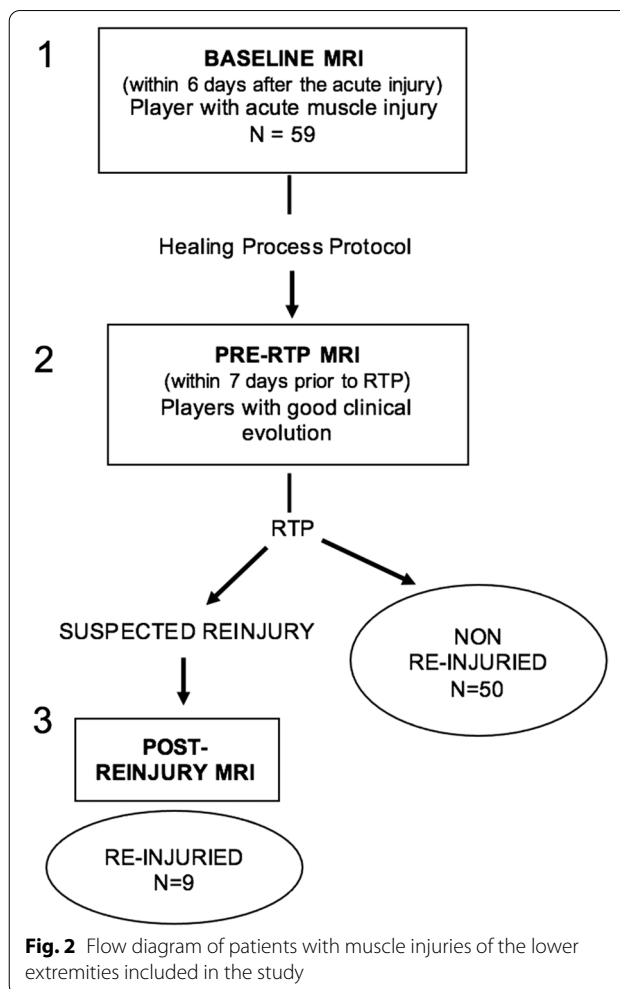 1
BASELINE MRI
(within 6 days after the acute injury)
Player with acute muscle injury
N = 59
Healing Process Protocol
2
PRE-RTP MRI
(within 7 days prior to RTP)
Players with good clinical
evolution
RTP
SUSPECTED REINJURY
NON
RE-INJURIED
N=50
3
POST-
REINJURY MRI
RE-INJURIED
N=9
Fig. 2 Flow diagram of patients with muscle injuries of the lower
extremities included in the study